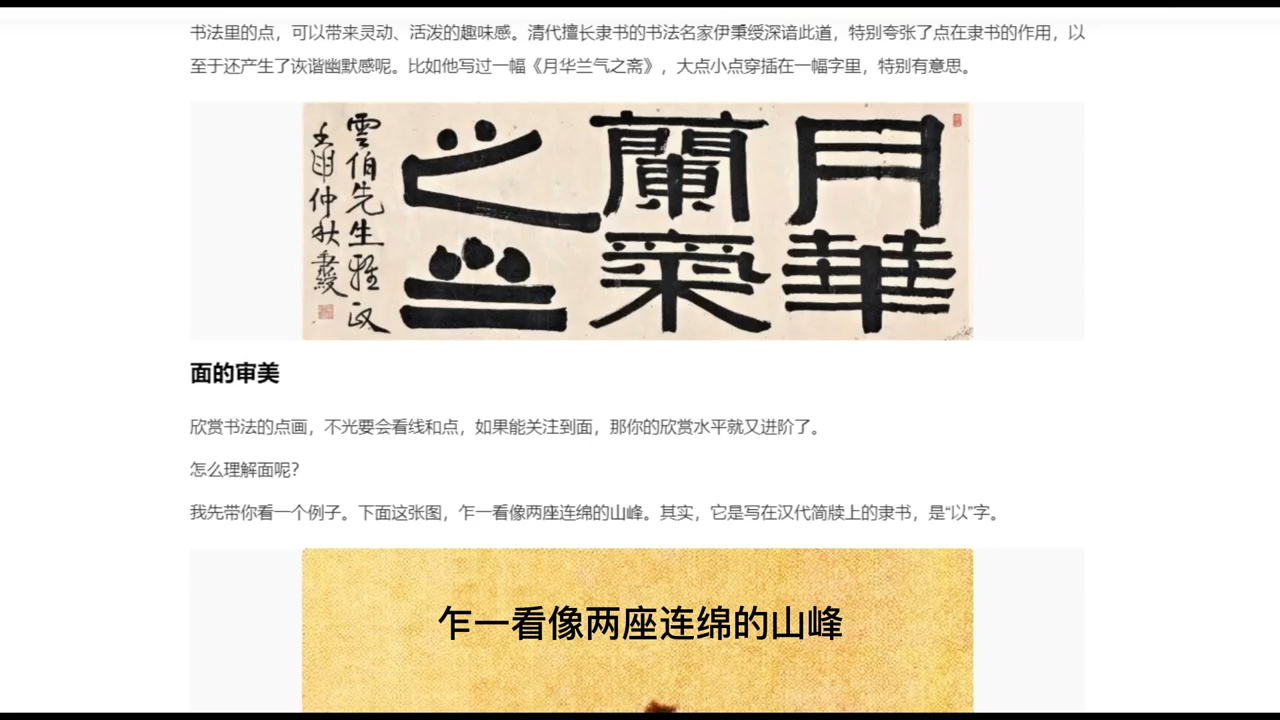 书法里的点，可以带来灵动、活泼的趣味感。清代擅长隶书的书法名家伊秉绶深谙此道，特别夸张了点在隶书的作用，以
至于还产生了诙谐幽默感呢。比如他写过一幅《月华兰气之斋》，大点小点穿插在一幅字里，特别有意思。
月華
蘭氣
之
雲伯先生雅政
壬申仲秋秉綬
面的审美
欣赏书法的点画，不光要会看线和点，如果能关注到面，那你的欣赏水平就又进阶了。
怎么理解面呢？
我先带你看一个例子。下面这张图，乍一看像两座连绵的山峰。其实，它是写在汉代简牍上的隶书，是“以”字。
乍一看像两座连绵的山峰